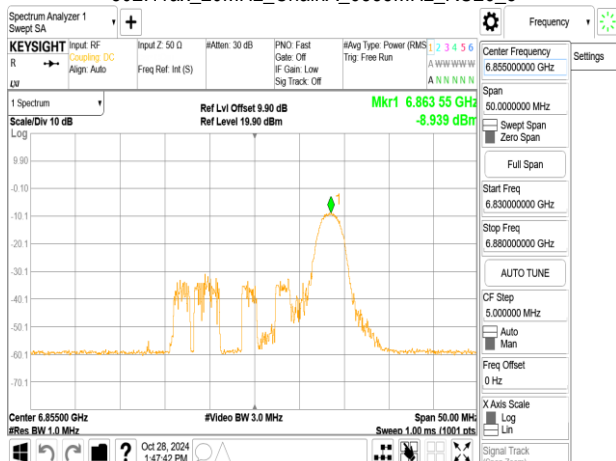 Spectrum Analyzer 1
Swept SA
+
Frequency
Settings
KEYSIGHT
R
LXI
Input: RF
Coupling: DC
Align: Auto
Input Z: 50 Ω
Freq Ref: Int (S)
#Atten: 30 dB
PNO: Fast
Gate: Off
IF Gain: Low
Sig Track: Off
#Avg Type: Power (RMS
Trig: Free Run
1 2 3 4 5 6
A W W W W W
A N N N N N
1 Spectrum
Scale/Div 10 dB
Log
Ref Lvl Offset 9.90 dB
Ref Level 19.90 dBm
Mkr1 6.863 55 GHz
-8.939 dBm
9.90
-0.10
-10.1
-20.1
-30.1
-40.1
-50.1
-60.1
-70.1
1
Center 6.85500 GHz
#Res BW 1.0 MHz
#Video BW 3.0 MHz
Span 50.00 MHz
Sweep 1.00 ms (1001 pts)
Oct 28, 2024
1:47:42 PM
?
Center Frequency
6.855000000 GHz
Span
50.0000000 MHz
Swept Span
Zero Span
Full Span
Start Freq
6.830000000 GHz
Stop Freq
6.880000000 GHz
AUTO TUNE
CF Step
5.000000 MHz
Auto
Man
Freq Offset
0 Hz
X Axis Scale
Log
Lin
Signal Track